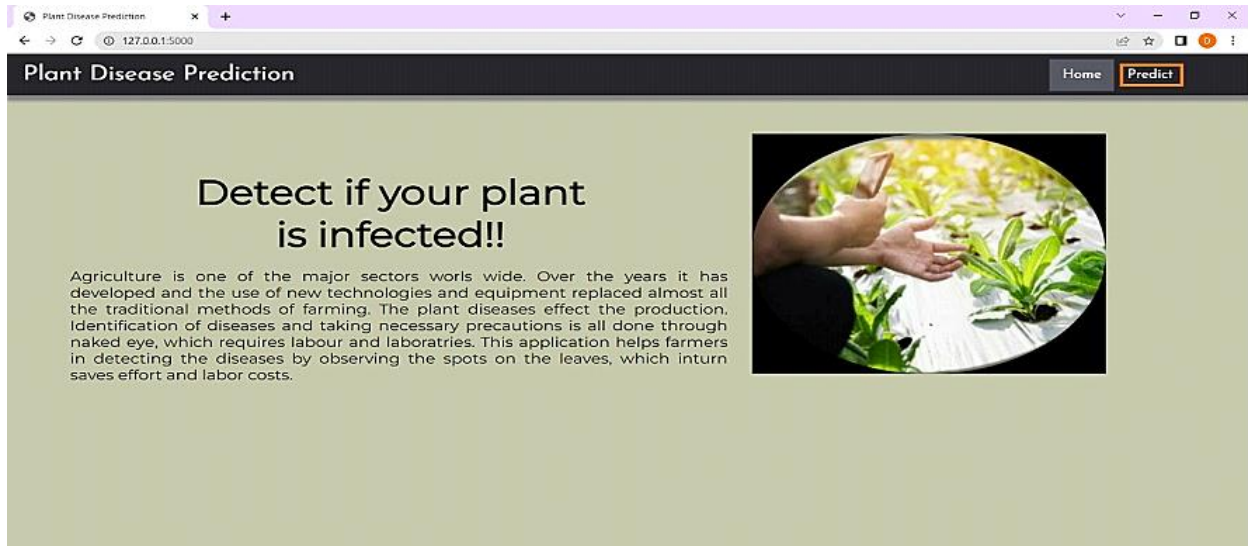 Plant Disease Prediction
127.0.0.1:5000
Plant Disease Prediction
Home Predict
Detect if your plant
is infected!!
Agriculture is one of the major sectors worls wide. Over the years it has
developed and the use of new technologies and equipment replaced almost all
the traditional methods of farming. The plant diseases effect the production.
Identification of diseases and taking necessary precautions is all done through
naked eye, which requires labour and laboratries. This application helps farmers
in detecting the diseases by observing the spots on the leaves, which inturn
saves effort and labor costs.